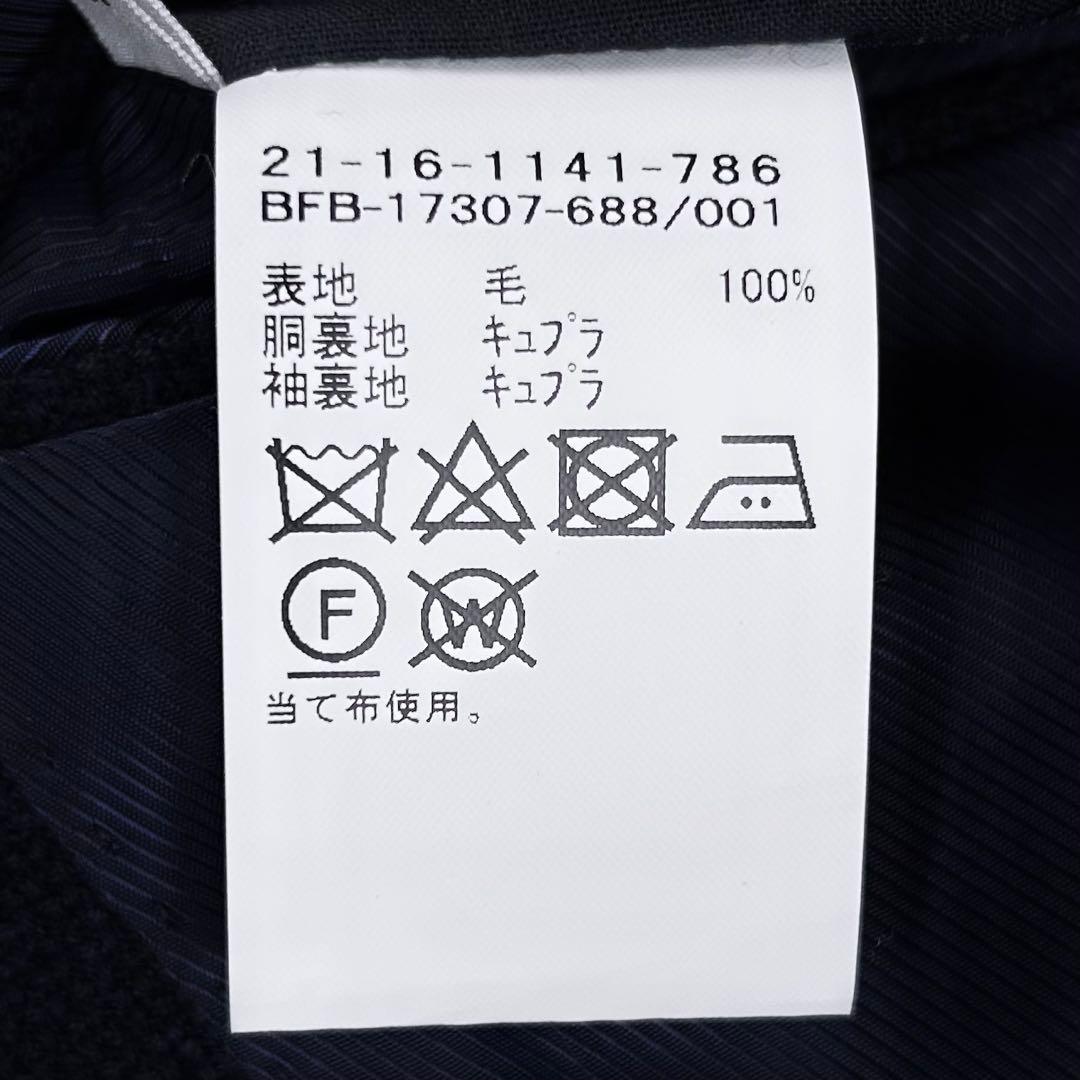 21-16-1141-786
BFB-17307-688/001
表地 毛 100%
胴裏地 キュプラ
袖裏地 キュプラ
F W
当て布使用。